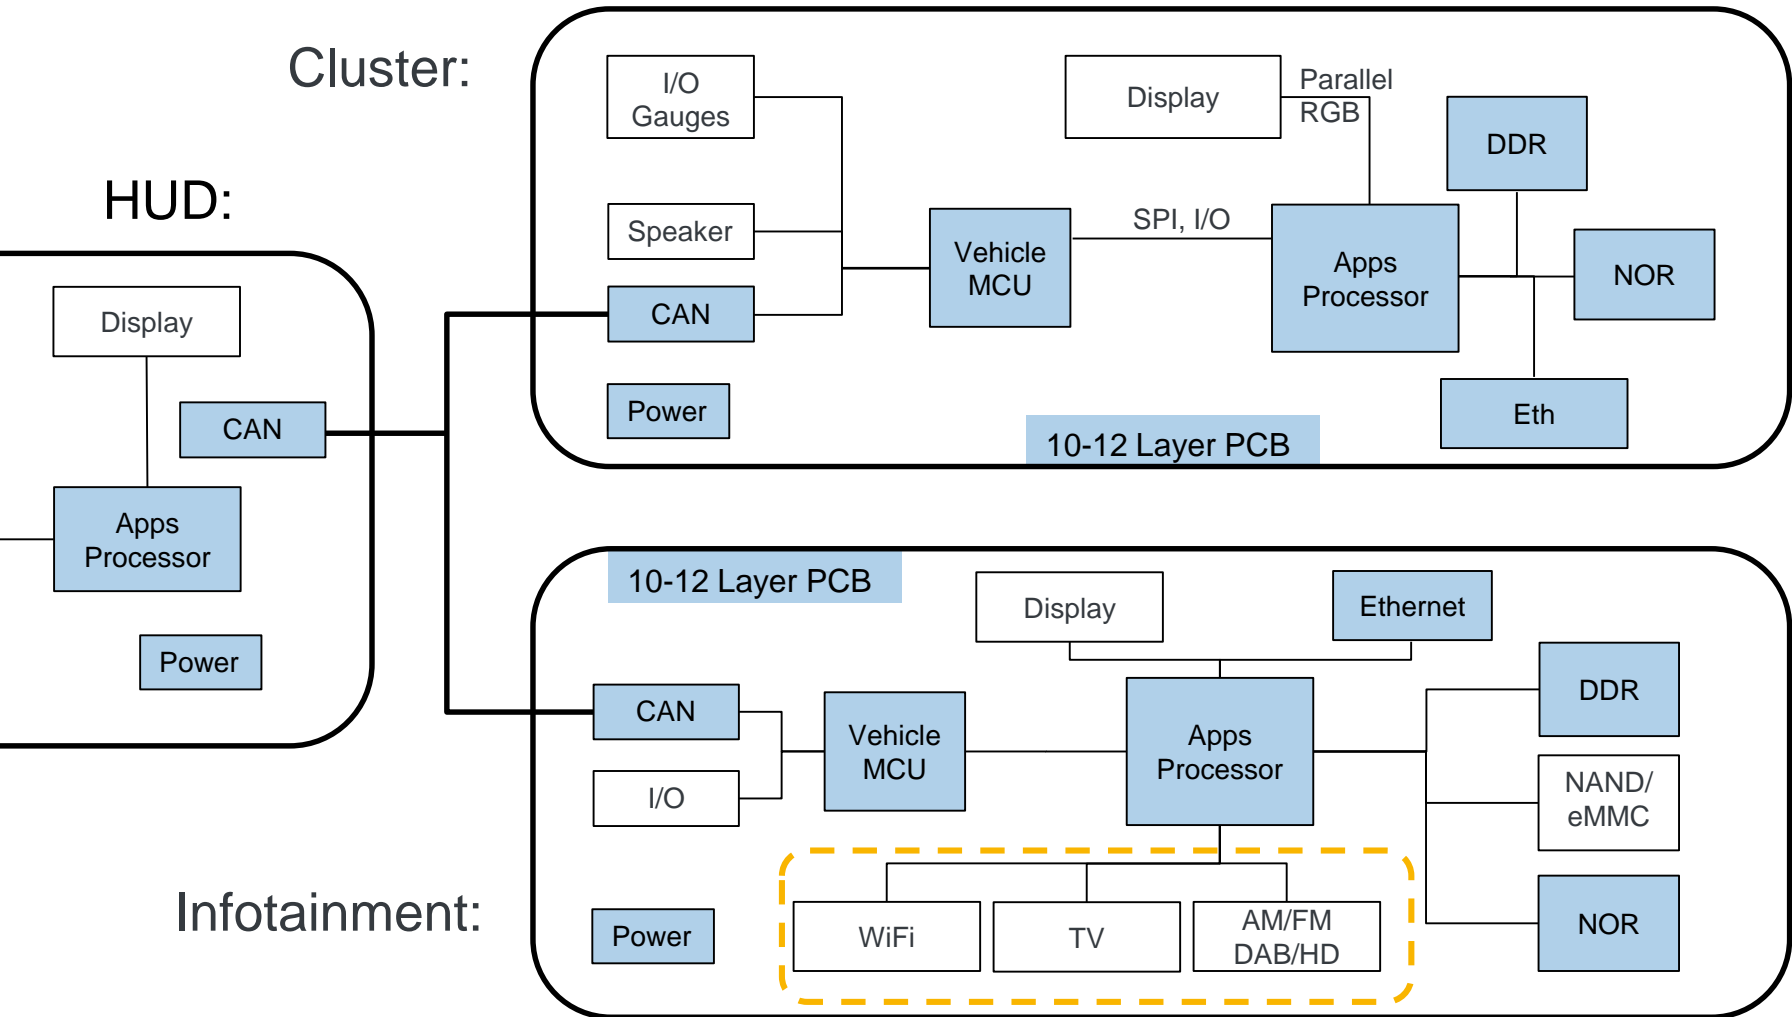 Cluster:
I/O
Gauges
Display
Parallel
RGB
DDR
Speaker
Vehicle
MCU
SPI, I/O
Apps
Processor
NOR
CAN
Power
Eth
10-12 Layer PCB
HUD:
Display
CAN
Apps
Processor
Power
10-12 Layer PCB
Display
Ethernet
DDR
CAN
Vehicle
MCU
Apps
Processor
I/O
NAND/
eMMC
Infotainment:
Power
WiFi
TV
AM/FM
DAB/HD
NOR